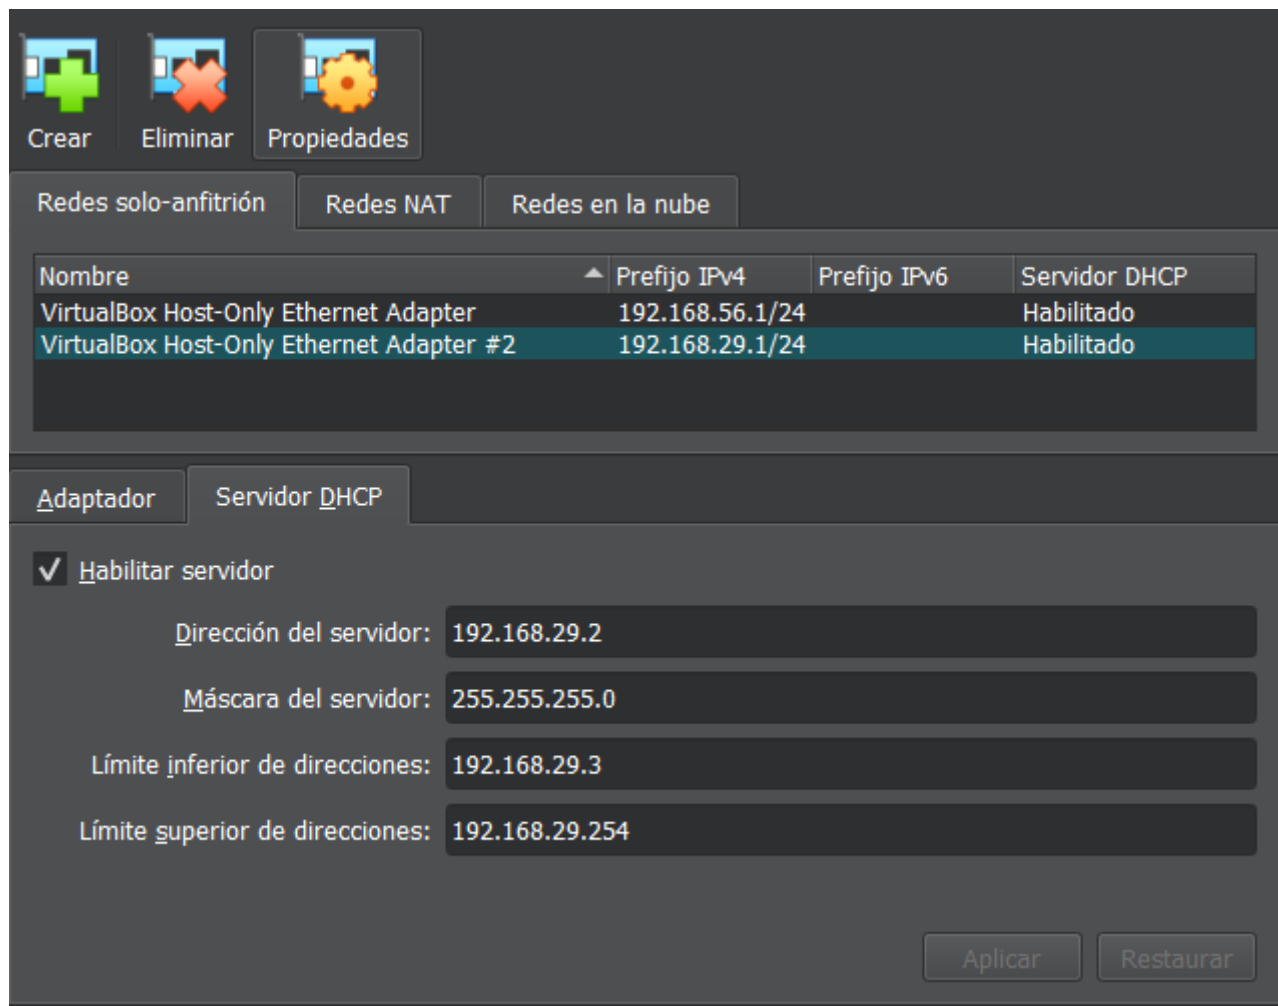 Crear Eliminar Propiedades
Redes solo-anfitrión Redes NAT Redes en la nube
Nombre Prefijo IPv4 Prefijo IPv6 Servidor DHCP
VirtualBox Host-Only Ethernet Adapter 192.168.56.1/24 Habilitado
VirtualBox Host-Only Ethernet Adapter #2 192.168.29.1/24 Habilitado
Adaptador Servidor DHCP
Habilitar servidor
Dirección del servidor: 192.168.29.2
Máscara del servidor: 255.255.255.0
Límite inferior de direcciones: 192.168.29.3
Límite superior de direcciones: 192.168.29.254
Aplicar Restaurar